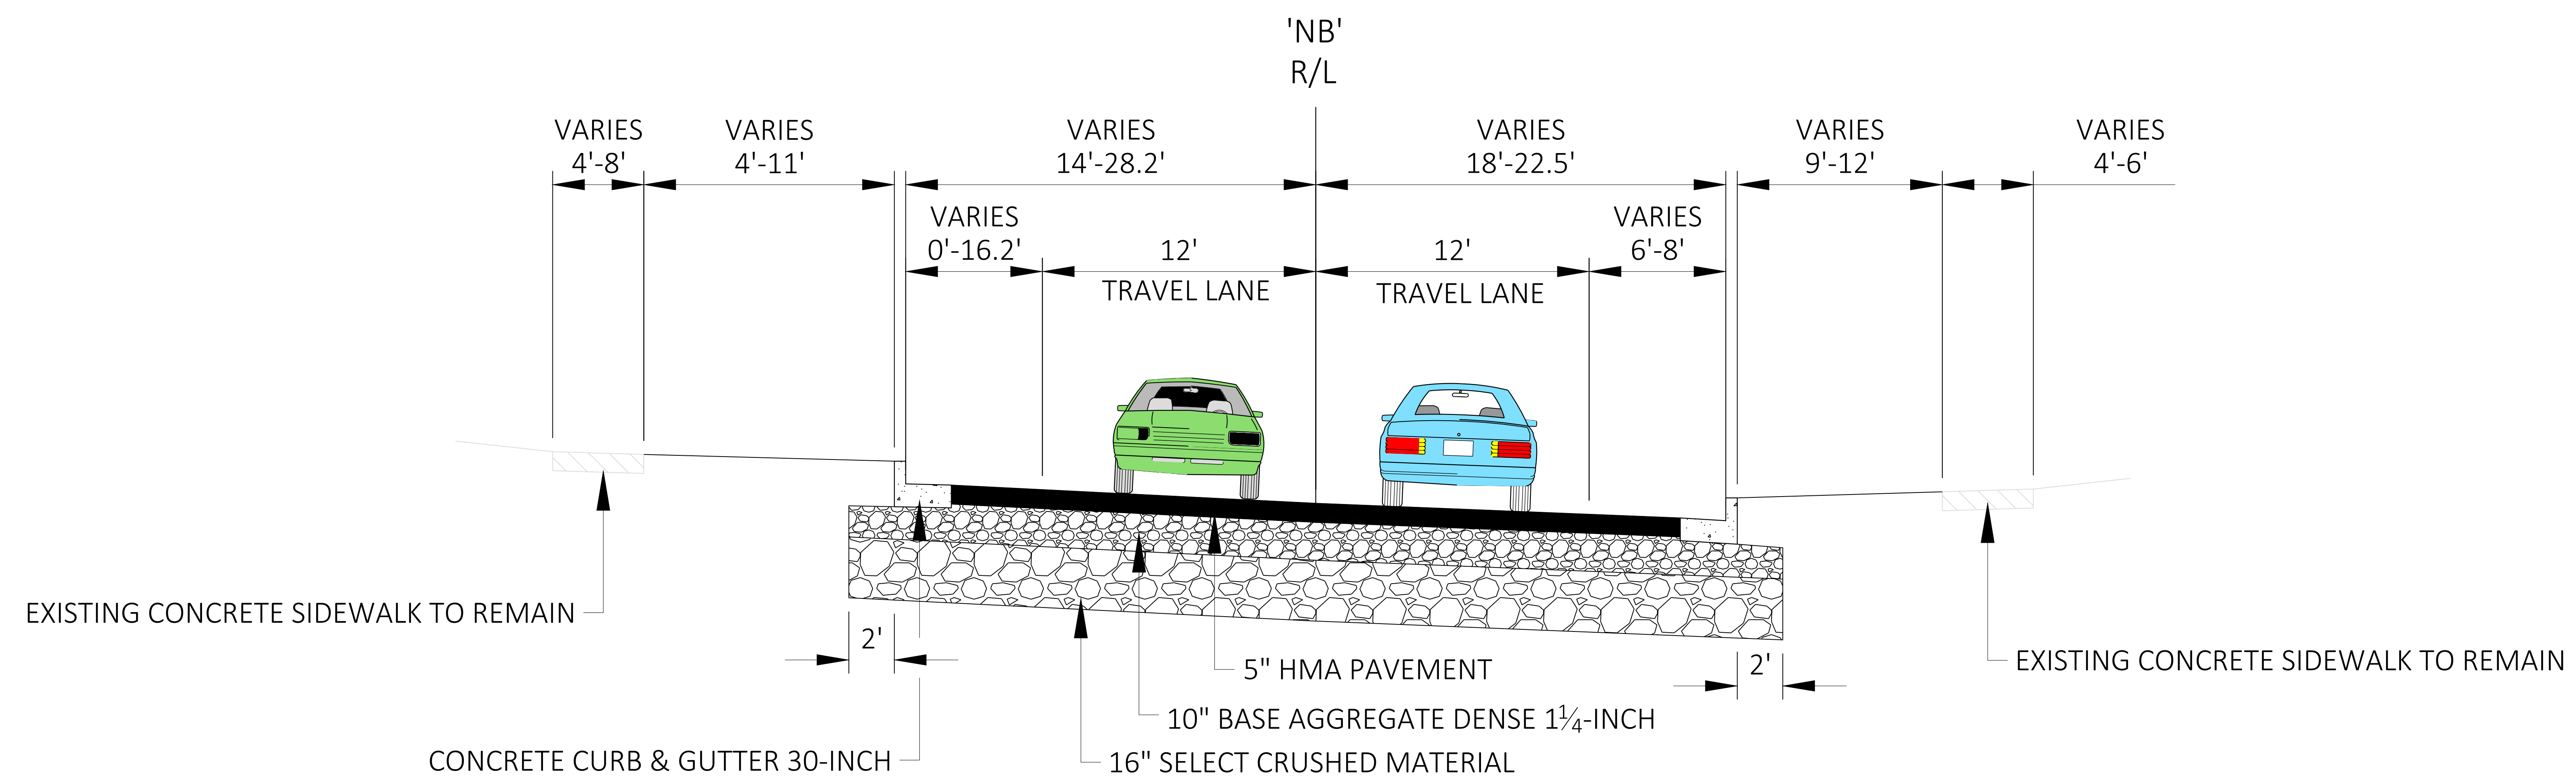 'NB'
R/L
VARIES
4'-8'
VARIES
4'-11'
VARIES
14'-28.2'
VARIES
18'-22.5'
VARIES
9'-12'
VARIES
4'-6'
VARIES
0'-16.2'
12'
TRAVEL LANE
12'
TRAVEL LANE
VARIES
6'-8'
EXISTING CONCRETE SIDEWALK TO REMAIN
2'
2'
EXISTING CONCRETE SIDEWALK TO REMAIN
5" HMA PAVEMENT
10" BASE AGGREGATE DENSE 1¼-INCH
CONCRETE CURB & GUTTER 30-INCH
16" SELECT CRUSHED MATERIAL